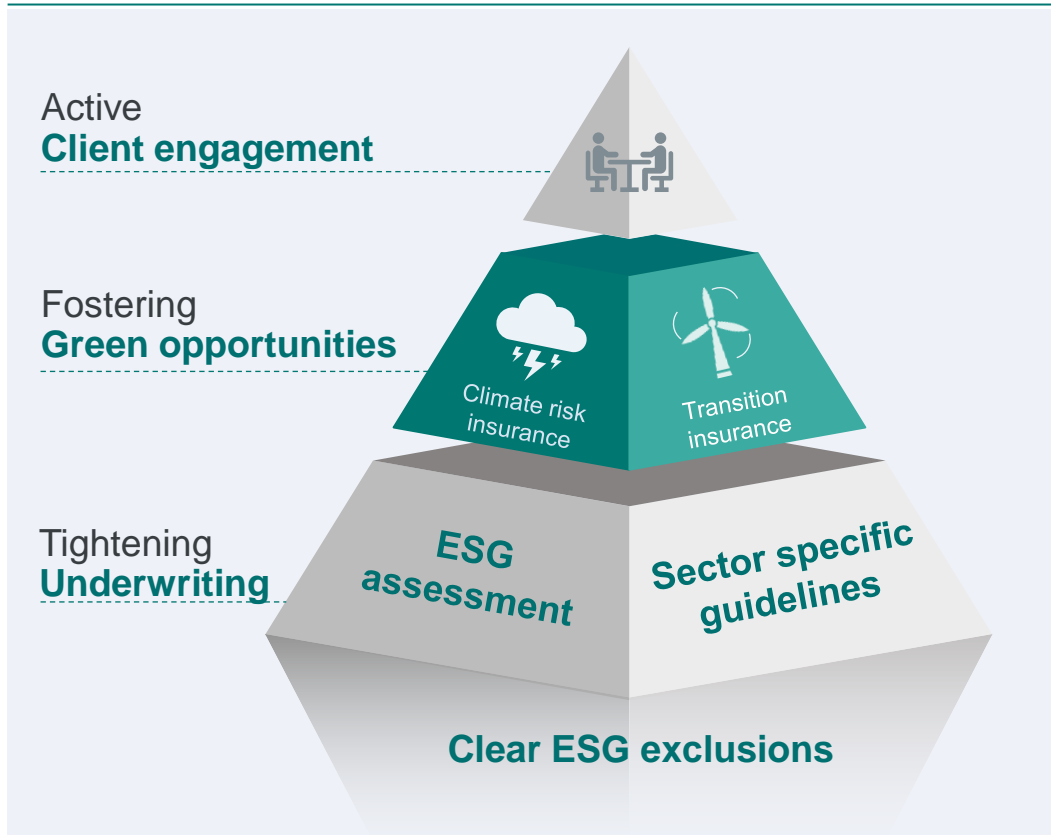 Active
Client engagement
Fostering
Green opportunities
Climate risk
insurance
Transition
insurance
Tightening
Underwriting
ESG
assessment
Sector specific
guidelines
Clear ESG exclusions